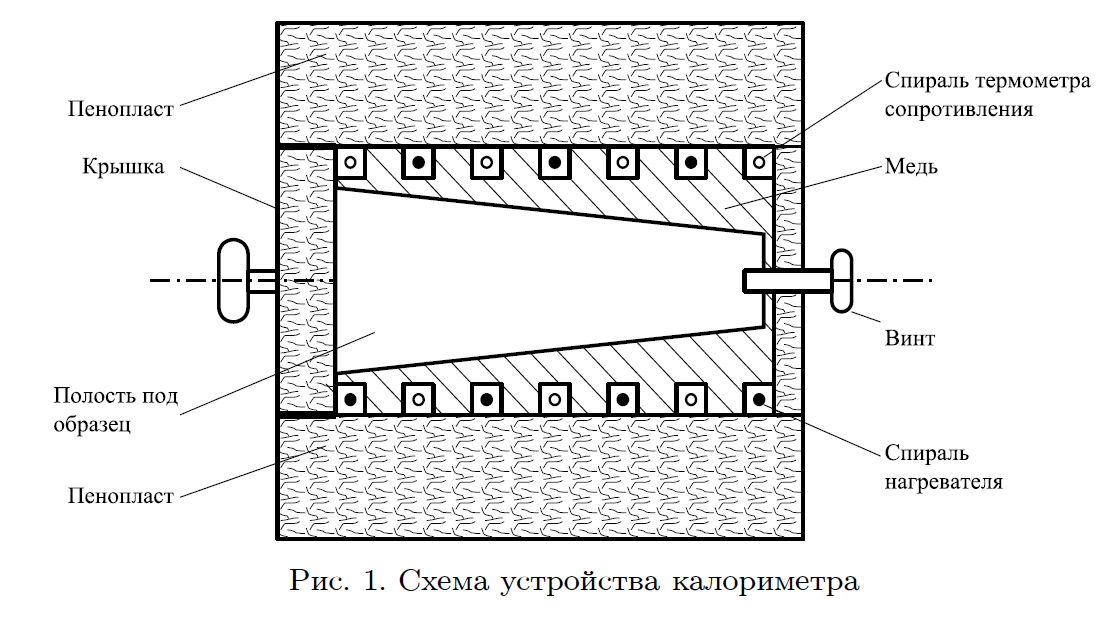 Пенопласт
Крышка
Полость под
образец
Пенопласт
Спираль термометра
сопротивления
Медь
Винт
Спираль
нагревателя
Рис. 1. Схема устройства калориметра